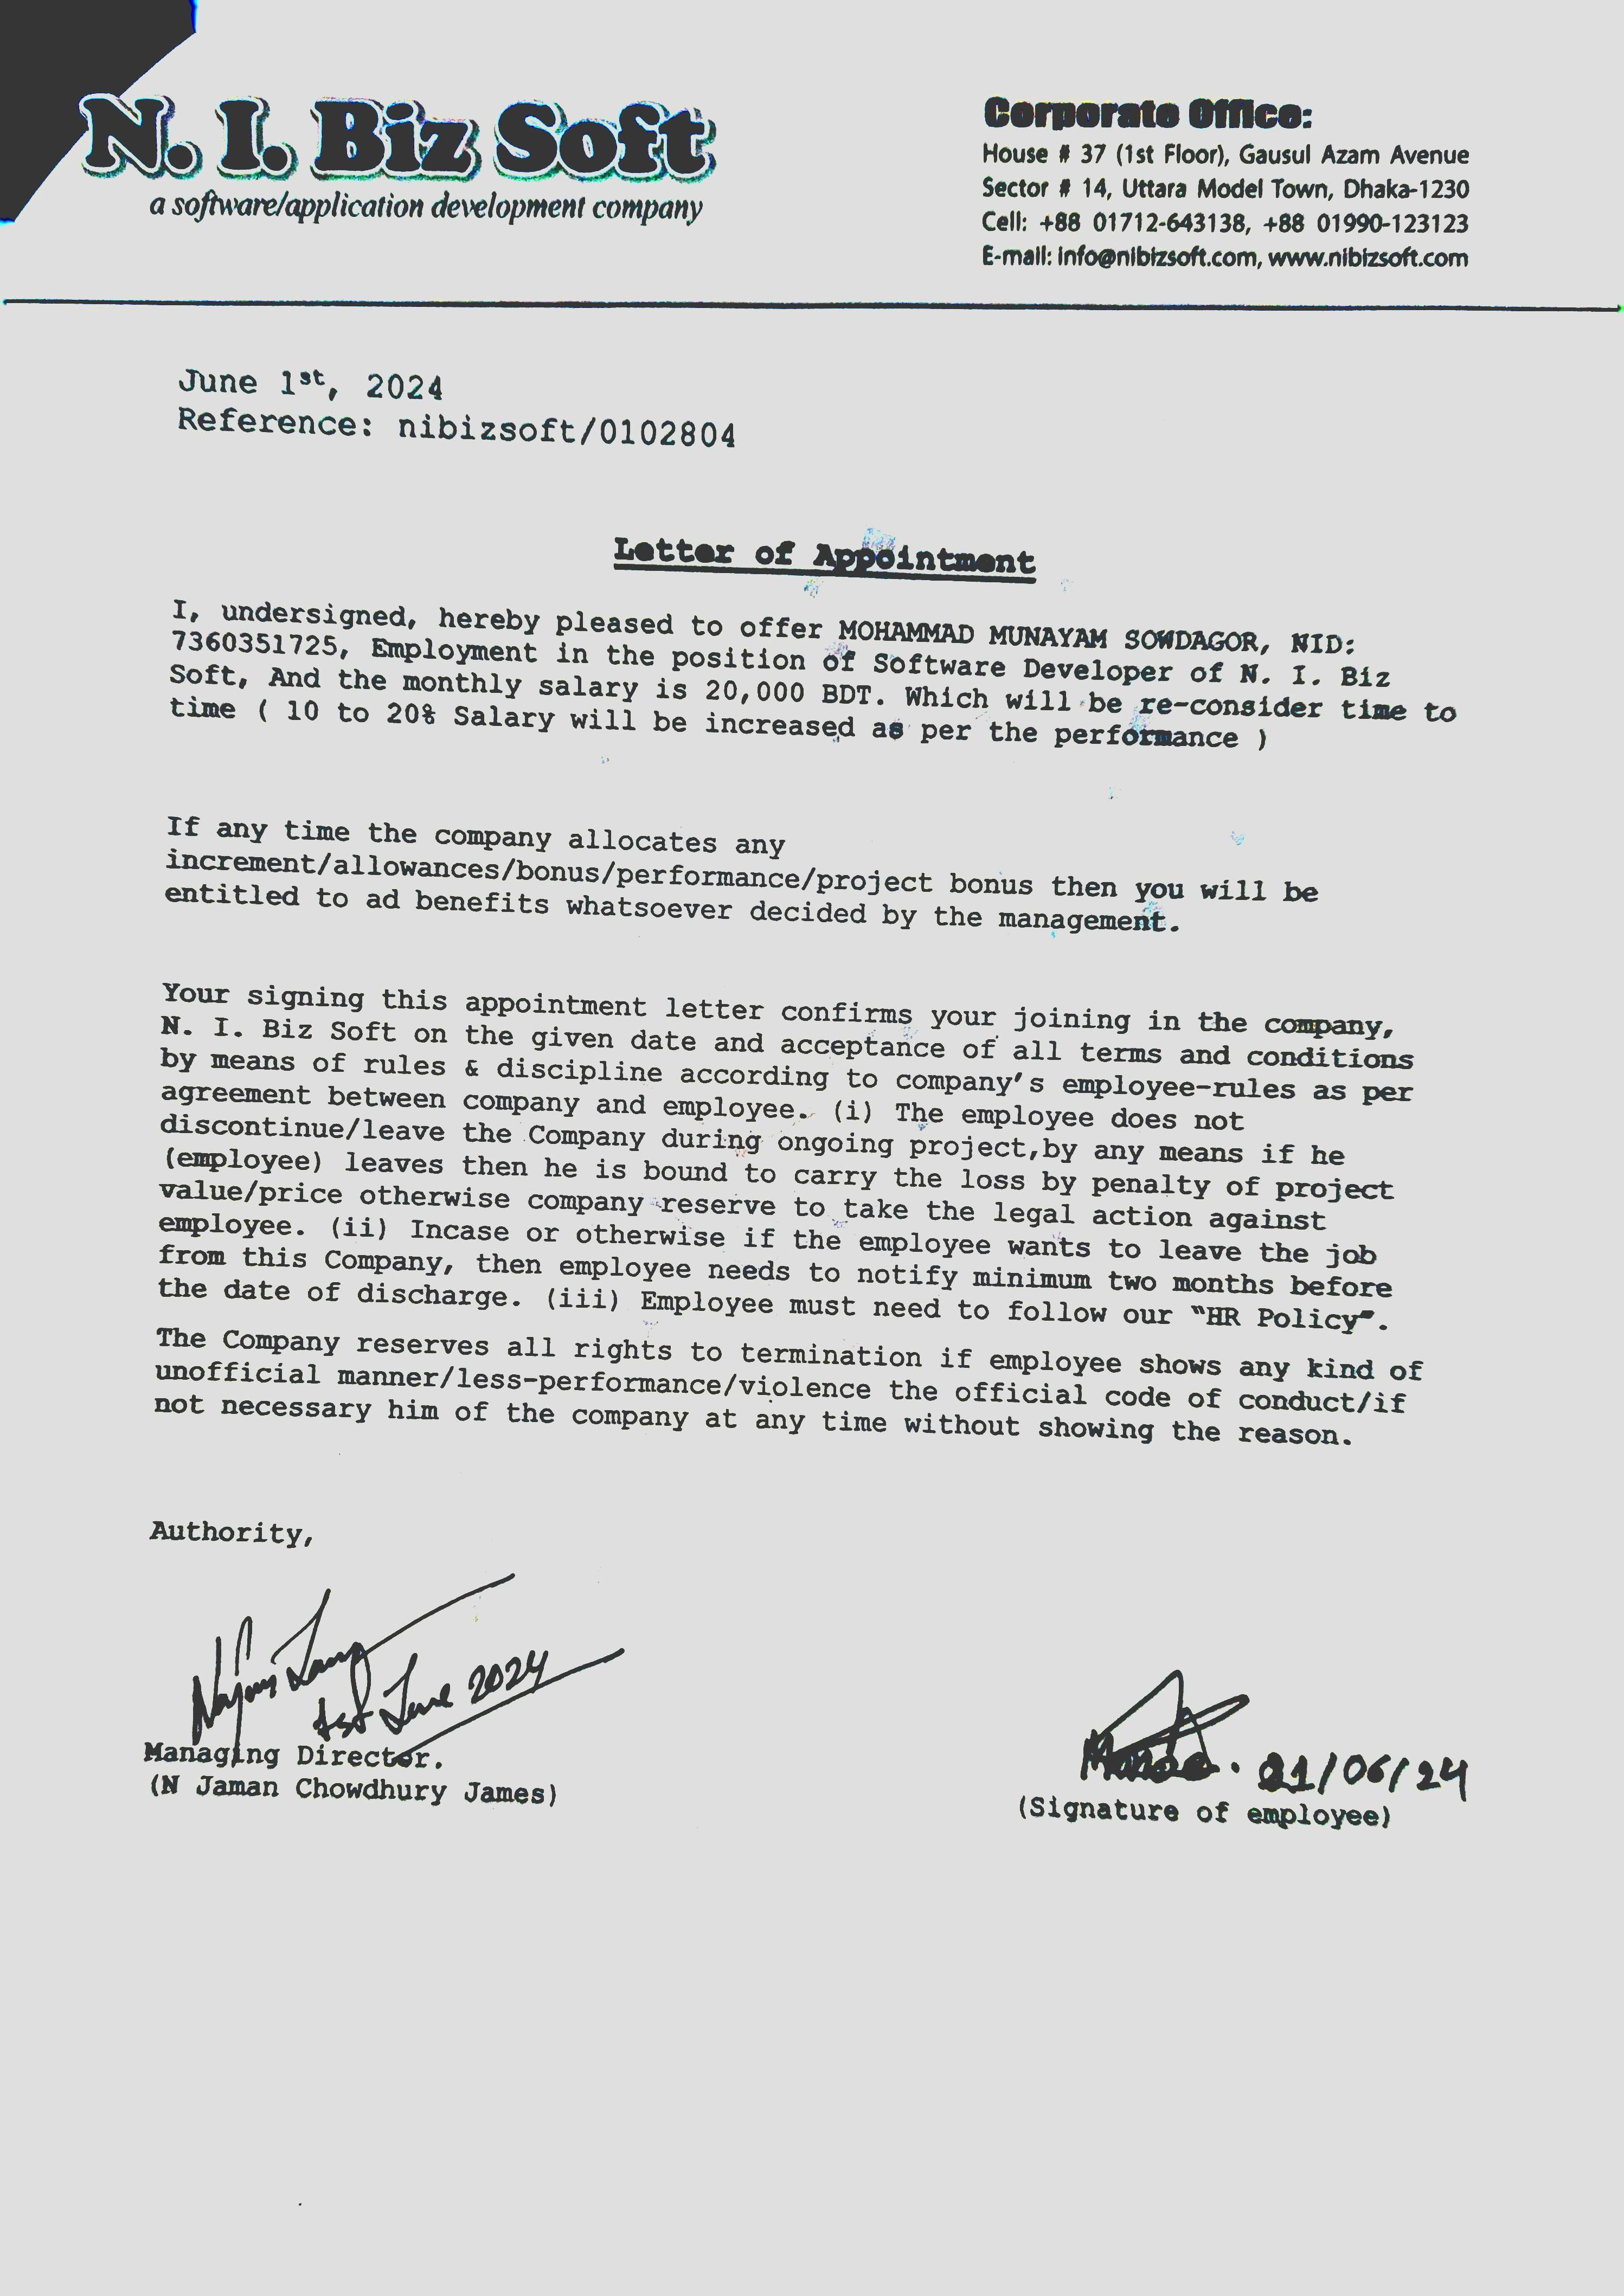 N. I. Biz Soft
a software/application development company
Corporate Office:
House # 37 (1st Floor), Gausul Azam Avenue
Sector # 14, Uttara Model Town, Dhaka-1230
Cell: +88 01712-643138, +88 01990-123123
E-mail: info@nibizsoft.com, www.nibizsoft.com
June 1st, 2024
Reference: nibizsoft/0102804
Letter of Appointment
I, undersigned, hereby pleased to offer MOHAMMAD MUNAYAM SOWDAGOR, NID:
7360351725, Employment in the position of Software Developer of N. I. Biz
Soft, And the monthly salary is 20,000 BDT. Which will be re-consider time to
time ( 10 to 20% Salary will be increased as per the performance )
If any time the company allocates any
increment/allowances/bonus/performance/project bonus then you will be
entitled to ad benefits whatsoever decided by the management.
Your signing this appointment letter confirms your joining in the company,
N. I. Biz Soft on the given date and acceptance of all terms and conditions
by means of rules & discipline according to company's employee-rules as per
agreement between company and employee. (i) The employee does not
discontinue/leave the Company during ongoing project,by any means if he
(employee) leaves then he is bound to carry the loss by penalty of project
value/price otherwise company reserve to take the legal action against
employee. (ii) Incase or otherwise if the employee wants to leave the job
from this Company, then employee needs to notify minimum two months before
the date of discharge. (iii) Employee must need to follow our "HR Policy".
The Company reserves all rights to termination if employee shows any kind of
unofficial manner/less-performance/violence the official code of conduct/if
not necessary him of the company at any time without showing the reason.
Authority,
1st June 2024
Managing Director.
(N Jaman Chowdhury James)
/06/24
(Signature of employee)